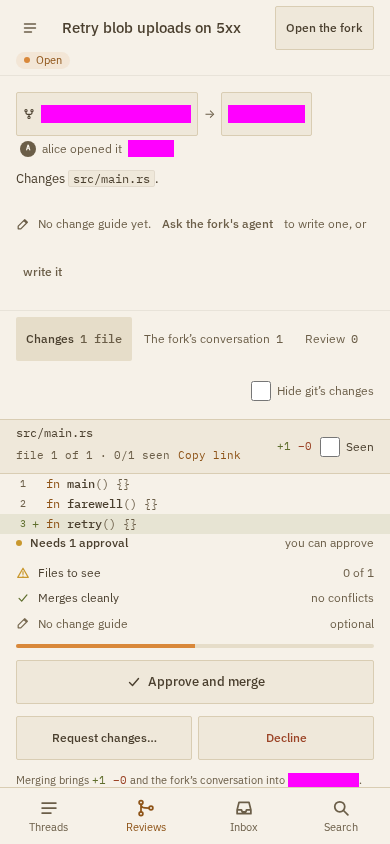 Retry blob uploads on 5xx
Open the fork
Open
→
A alice opened it
Changes src/main.rs.
No change guide yet. Ask the fork's agent to write one, or
write it
Changes 1 file The fork's conversation 1 Review 0
Hide git's changes
src/main.rs
file 1 of 1 · 0/1 seen Copy link +1 −0 Seen
1 fn main() {}
2 fn farewell() {}
3 + fn retry() {}
Needs 1 approval you can approve
Files to see 0 of 1
Merges cleanly no conflicts
No change guide optional
Approve and merge
Request changes… Decline
Merging brings +1 −0 and the fork's conversation into .
Threads Reviews Inbox Search